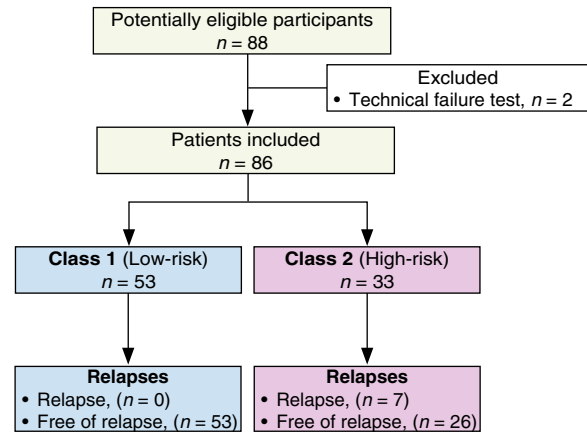 Potentially eligible participants
n = 88
Excluded
• Technical failure test, n = 2
Patients included
n = 86
Class 1 (Low-risk)
n = 53
Class 2 (High-risk)
n = 33
Relapses
• Relapse, (n = 0)
• Free of relapse, (n = 53)
Relapses
• Relapse, (n = 7)
• Free of relapse, (n = 26)